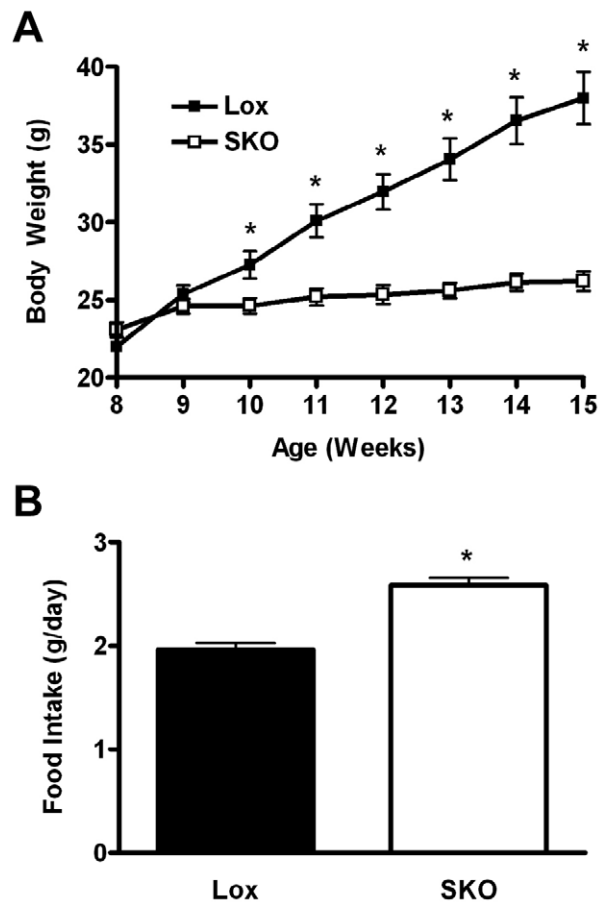 A
40
35
30
25
20
Body Weight (g)
Lox
SKO
*
*
*
*
*
*
8 9 10 11 12 13 14 15
Age (Weeks)
B
3
2
1
0
Food Intake (g/day)
*
Lox SKO